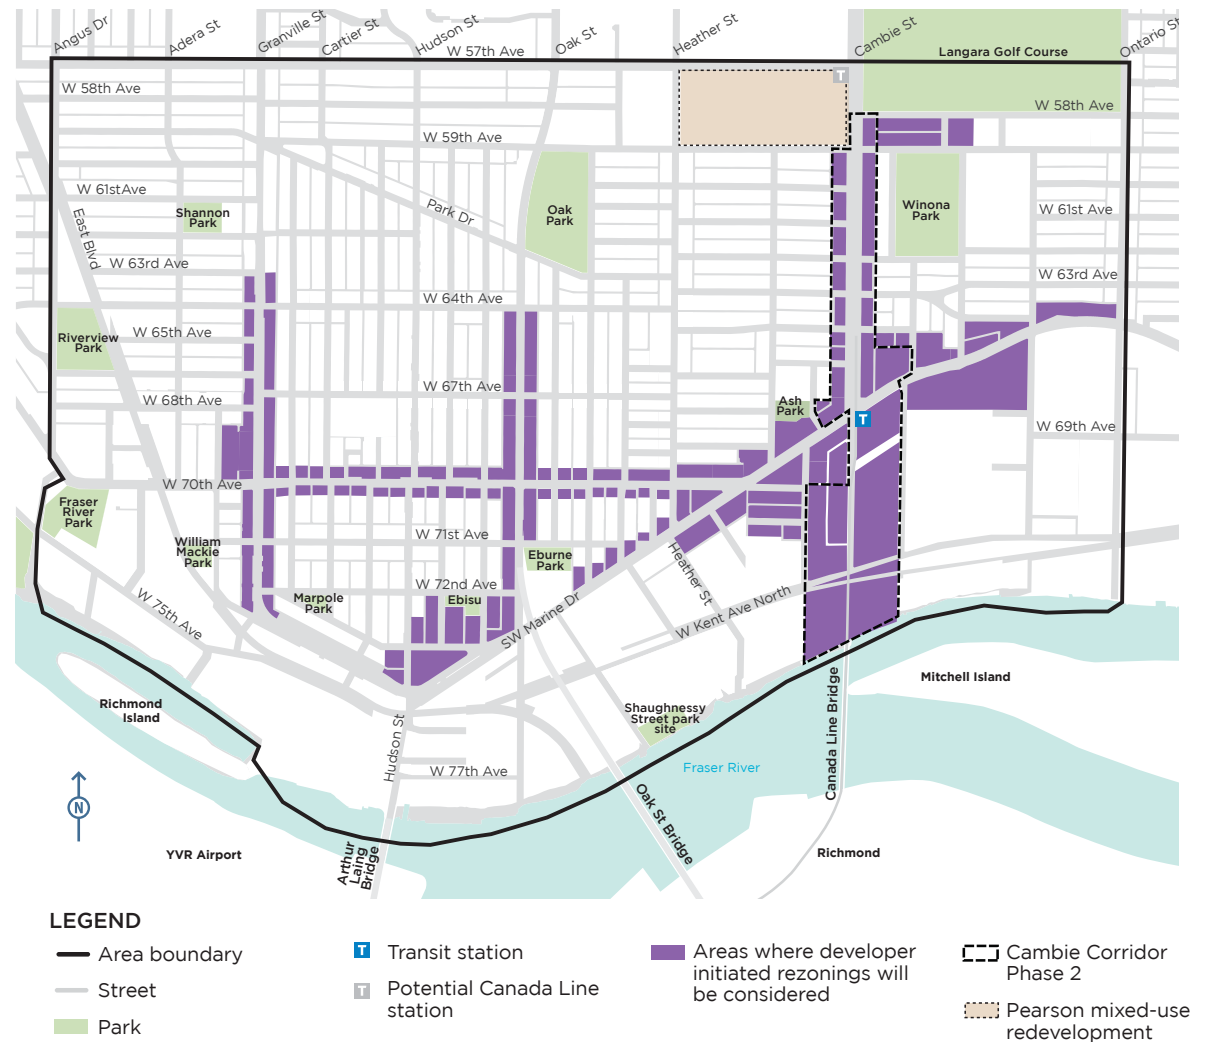 Angus Dr
Adera St
Granville St
Cartier St
Hudson St
Oak St
Heather St
Cambie St
Ontario St
W 57th Ave
Langara Golf Course
W 58th Ave
W 58th Ave
W 59th Ave
W 61stAve
Shannon
Park
Park Dr
Oak
Park
Winona
Park
W 61st Ave
East Blvd
W 63rd Ave
W 63rd Ave
W 64th Ave
Riverview
Park
W 65th Ave
W 67th Ave
W 68th Ave
Ash
Park
T
T
W 69th Ave
W 70th Ave
Fraser
River
Park
William
Mackie
Park
W 71st Ave
Eburne
Park
Heather St
W 72nd Ave
Marpole
Park
Ebisu
W 75th Ave
SW Marine Dr
W Kent Ave North
Mitchell Island
Richmond
Island
Shaughnessy
Street park
site
Hudson St
Canada Line Bridge
W 77th Ave
Fraser River
Oak St Bridge
N
YVR Airport
Arthur
Laing
Bridge
Richmond
LEGEND
Area boundary
Street
Park
T Transit station
T Potential Canada Line
station
Areas where developer
initiated rezonings will
be considered
Cambie Corridor
Phase 2
Pearson mixed-use
redevelopment